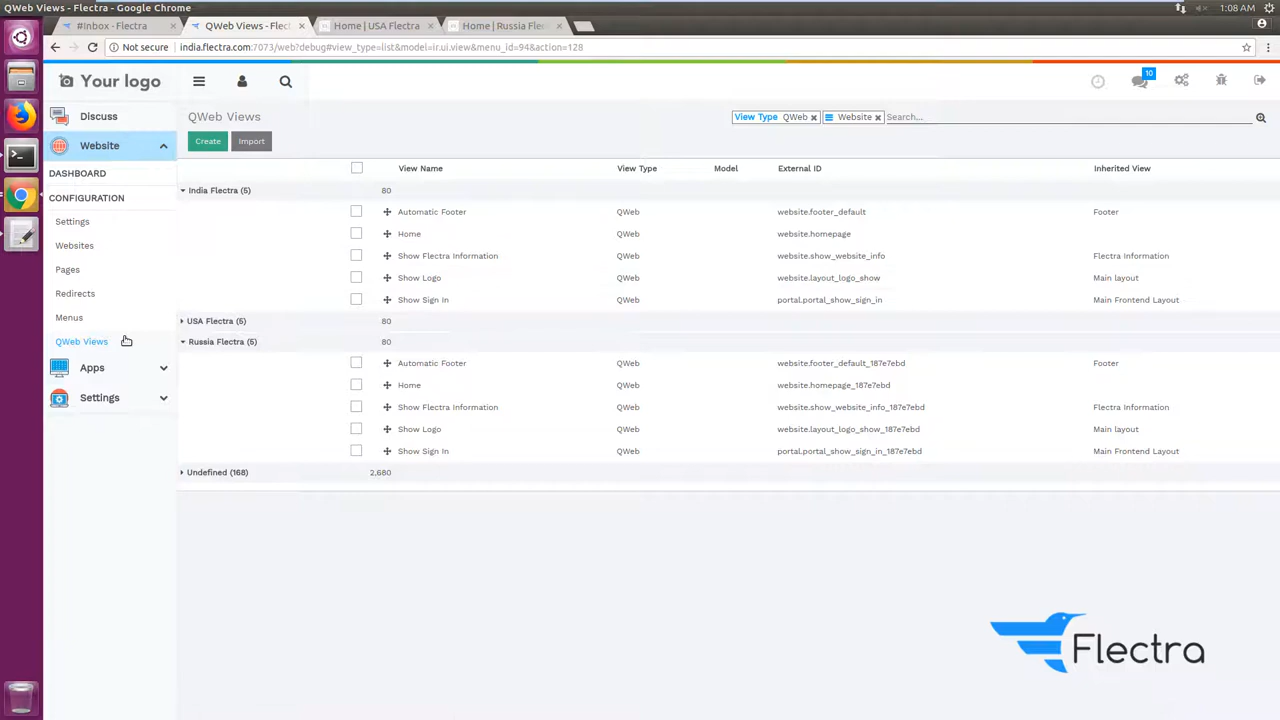 QWeb Views - Flectra - Google Chrome
1:08 AM
#Inbox - Flectra
QWeb Views - Flect
Home | USA Flectra
Home | Russia Flectra
Not secure
india.flectra.com:7073/web?debug#view_type=list&model=ir.ui.view&menu_id=94&action=128
Your logo
10
Discuss
Website
DASHBOARD
CONFIGURATION
Settings
Websites
Pages
Redirects
Menus
QWeb Views
Apps
Settings
QWeb Views
View Type QWeb
Website
Search...
Create
Import
View Name View Type Model External ID Inherited View
India Flectra (5) 80
Automatic Footer QWeb website.footer_default Footer
Home QWeb website.homepage
Show Flectra Information QWeb website.show_website_info Flectra Information
Show Logo QWeb website.layout_logo_show Main layout
Show Sign In QWeb portal.portal_show_sign_in Main Frontend Layout
USA Flectra (5) 80
Russia Flectra (5) 80
Automatic Footer QWeb website.footer_default_187e7ebd Footer
Home QWeb website.homepage_187e7ebd
Show Flectra Information QWeb website.show_website_info_187e7ebd Flectra Information
Show Logo QWeb website.layout_logo_show_187e7ebd Main layout
Show Sign In QWeb portal.portal_show_sign_in_187e7ebd Main Frontend Layout
Undefined (168) 2,680
Flectra